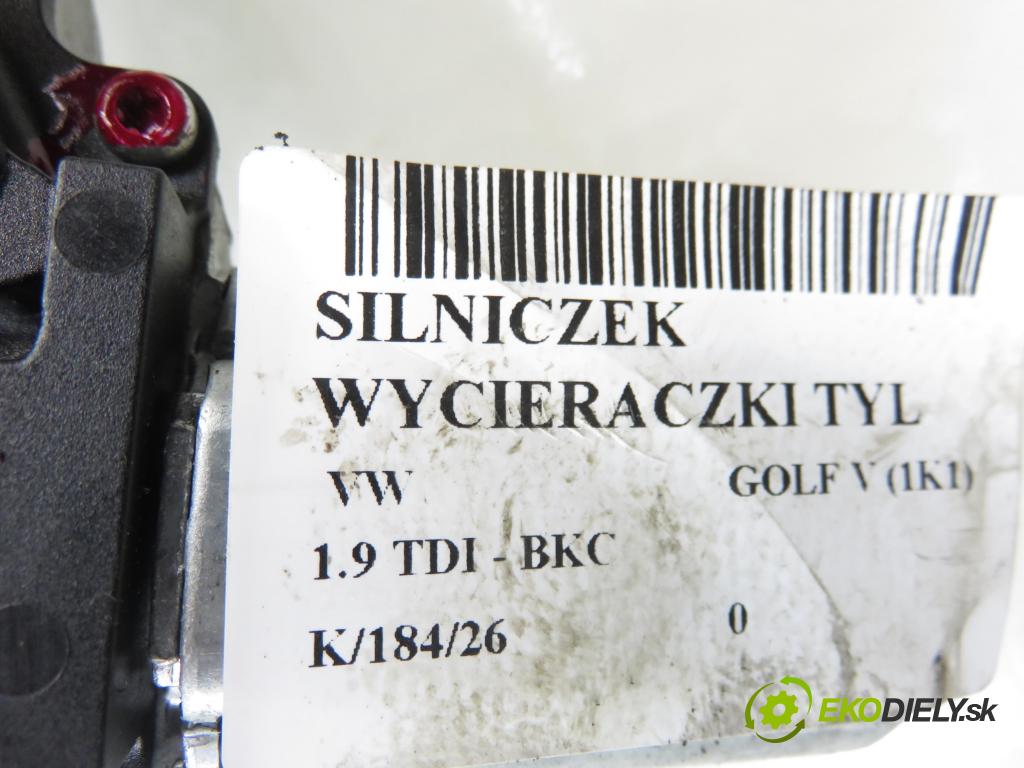 SILNICZEK
WYCIERACZKI TYL
VW GOLF V (1K1)
1.9 TDI - BKC
K/184/26 0
EKODIELY.sk